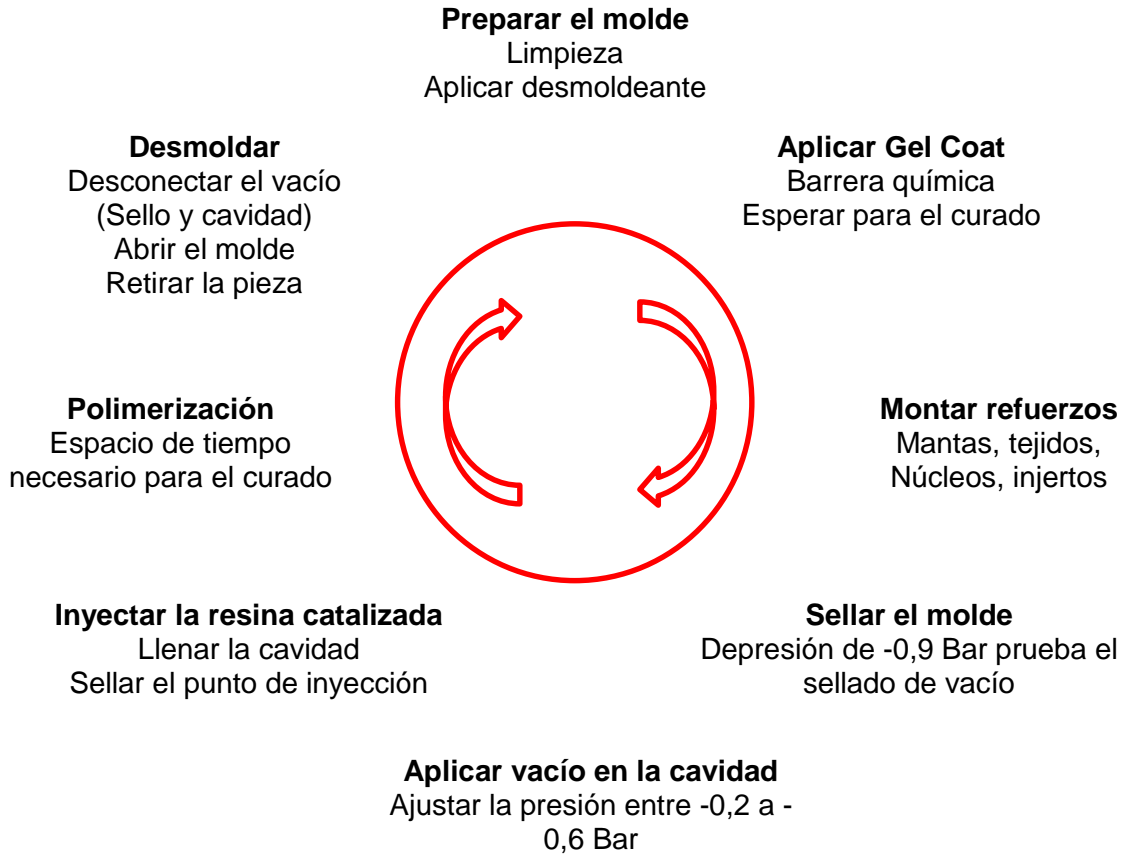 Preparar el molde
Limpieza
Aplicar desmoldeante
Aplicar Gel Coat
Barrera química
Esperar para el curado
Montar refuerzos
Mantas, tejidos,
Núcleos, injertos
Sellar el molde
Depresión de -0,9 Bar prueba el
sellado de vacío
Aplicar vacío en la cavidad
Ajustar la presión entre -0,2 a -
0,6 Bar
Inyectar la resina catalizada
Llenar la cavidad
Sellar el punto de inyección
Polimerización
Espacio de tiempo
necesario para el curado
Desmoldar
Desconectar el vacío
(Sello y cavidad)
Abrir el molde
Retirar la pieza